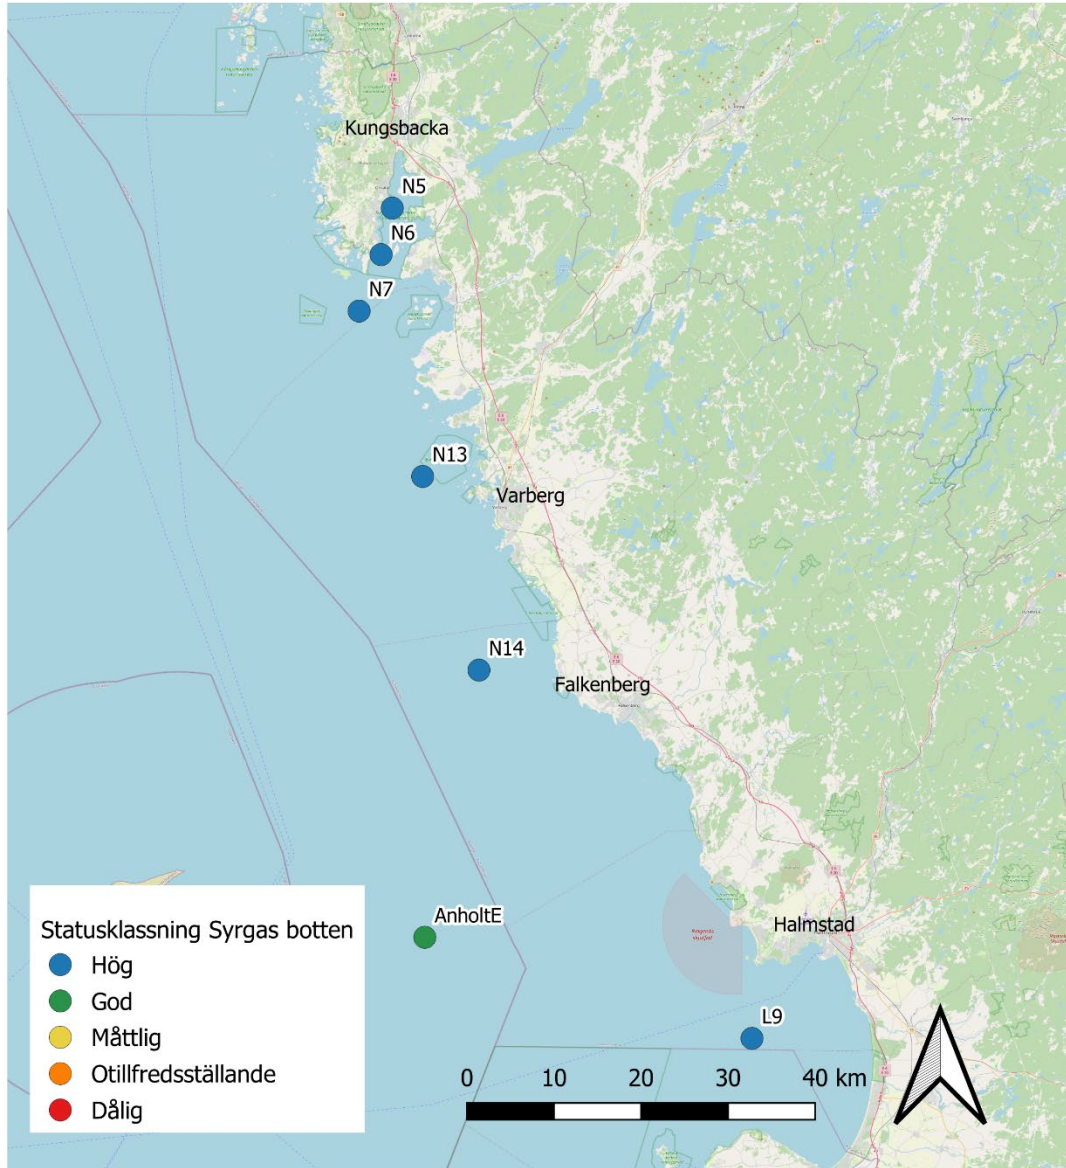 Kungsbacka
N5
N6
N7
N13
Varberg
N14
Falkenberg
AnholtE
Halmstad
L9
Statusklassning Syrgas botten
Hög
God
Måttlig
Otillfredsställande
Dålig
0 10 20 30 40 km